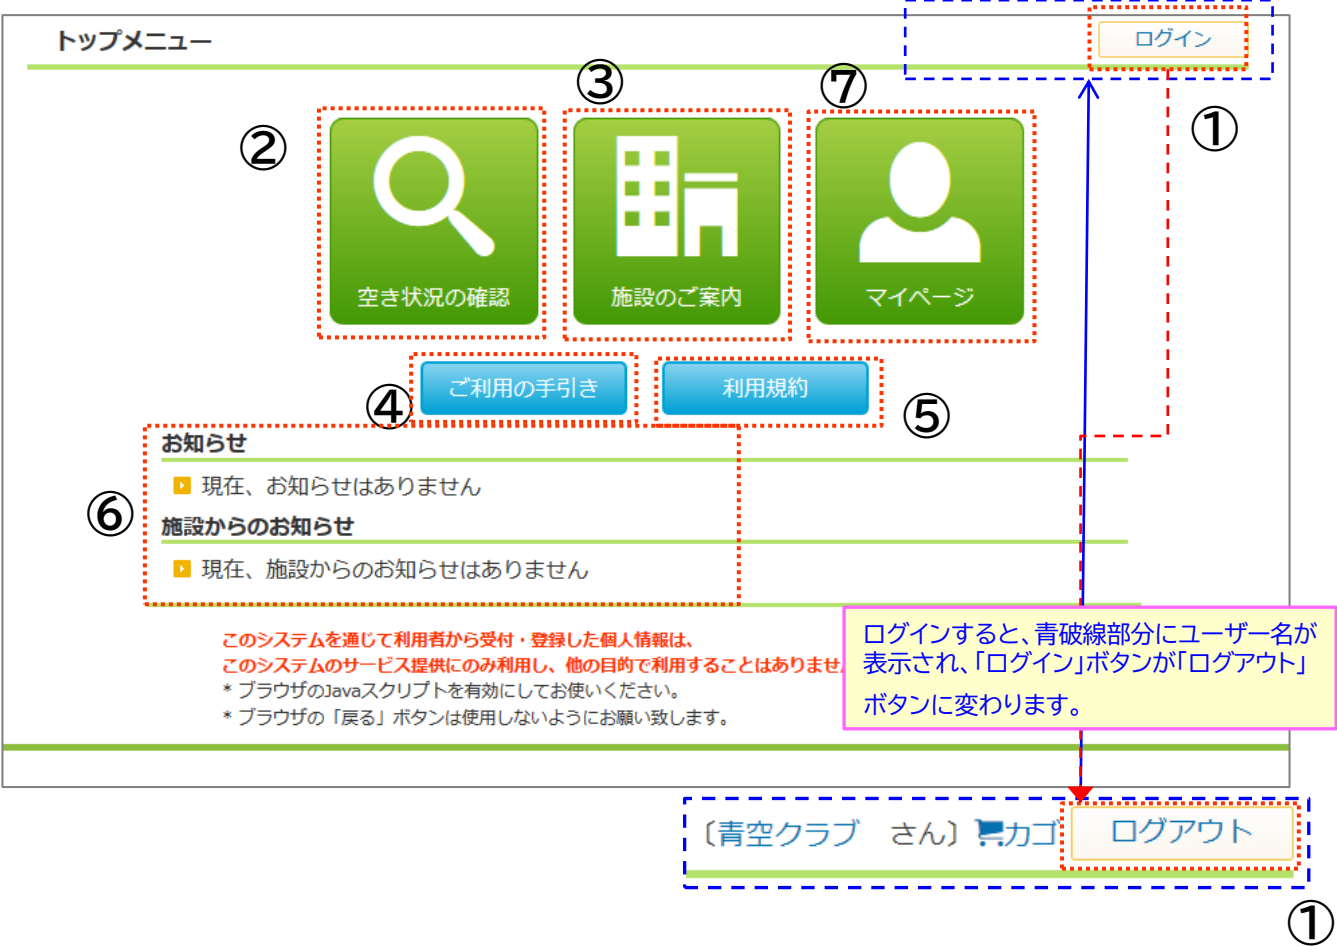 トップメニュー
ログイン
①
②
③
⑦
空き状況の確認
施設のご案内
マイページ
④
ご利用の手引き
利用規約
⑤
⑥
お知らせ
現在、お知らせはありません
施設からのお知らせ
現在、施設からのお知らせはありません
このシステムを通じて利用者から受付・登録した個人情報は、
このシステムのサービス提供にのみ利用し、他の目的で利用することはありませ
* ブラウザのJavaスクリプトを有効にしてお使いください。
* ブラウザの「戻る」ボタンは使用しないようにお願い致します。
ログインすると、青破線部分にユーザー名が
表示され、「ログイン」ボタンが「ログアウト」
ボタンに変わります。
〔青空クラブ　さん〕カゴ
ログアウト
①